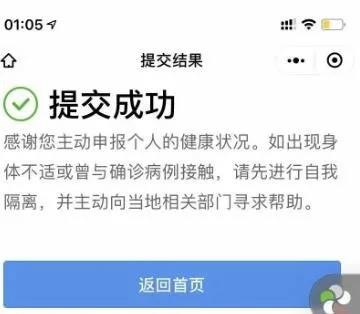 01:05
提交结果
提交成功
感谢您主动申报个人的健康状况。如出现身
体不适或曾与确诊病例接触，请先进行自我
隔离，并主动向当地相关部门寻求帮助。
返回首页